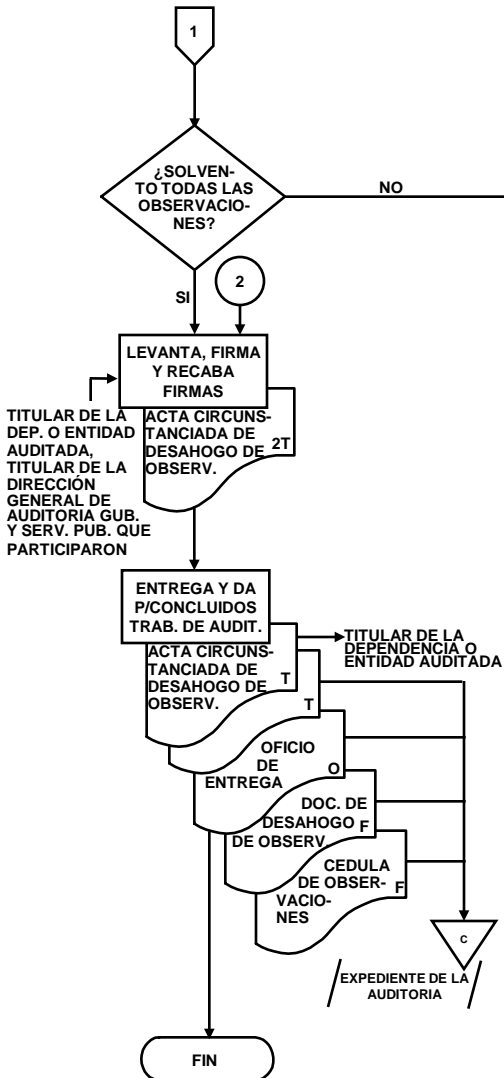 1
¿SOLVEN-
TO TODAS LAS
OBSERVACIO-
NES?
NO
SI
2
LEVANTA, FIRMA
Y RECABA
FIRMAS
TITULAR DE LA
DEP. O ENTIDAD
AUDITADA,
TITULAR DE LA
DIRECCIÓN
GENERAL DE
AUDITORIA GUB.
Y SERV. PUB. QUE
PARTICIPARON
ACTA CIRCUNS-
TANCIADA DE
DESAHOGO DE
OBSERV.
2T
ENTREGA Y DA
P/CONCLUIDOS
TRAB. DE AUDIT.
TITULAR DE LA
DEPENDENCIA O
ENTIDAD AUDITADA
ACTA CIRCUNS-
TANCIADA DE
DESAHOGO DE
OBSERV.
T
T
OFICIO
DE
ENTREGA
O
DOC. DE
DESAHOGO
DE OBSERV.
F
CEDULA
DE OBSER-
VACIO-
NES
F
C
EXPEDIENTE DE LA
AUDITORIA
FIN